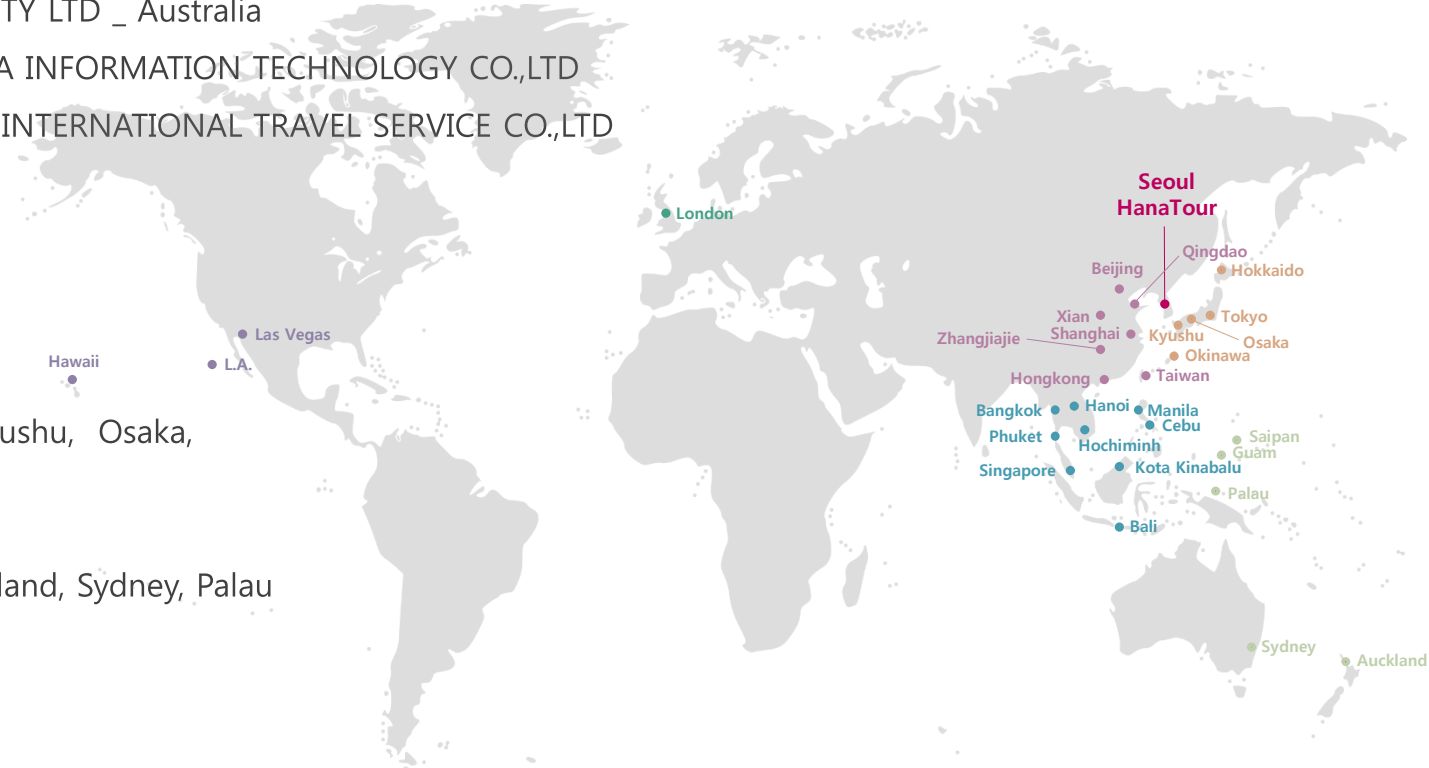 TY LTD _ Australia
A INFORMATION TECHNOLOGY CO.,LTD
INTERNATIONAL TRAVEL SERVICE CO.,LTD
Seoul
HanaTour
London
Qingdao
Beijing
Hokkaido
Xian
Tokyo
Zhangjiajie
Shanghai
Kyushu
Osaka
Okinawa
Las Vegas
Hawaii
L.A.
Hongkong
Taiwan
Bangkok
Hanoi
Manila
Cebu
Phuket
Hochiminh
Saipan
Guam
Singapore
Kota Kinabalu
Palau
Bali
ushu, Osaka,
land, Sydney, Palau
Sydney
Auckland